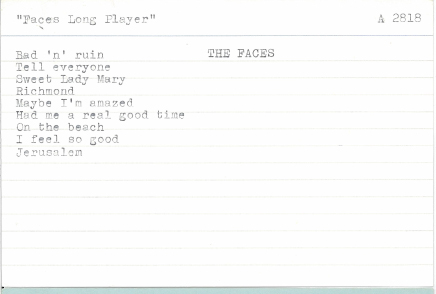 "Faces Long Player" A 2818
Bad 'n' ruin THE FACES
Tell everyone
Sweet Lady Mary
Richmond
Maybe I'm amazed
Had me a real good time
On the beach
I feel so good
Jerusalem